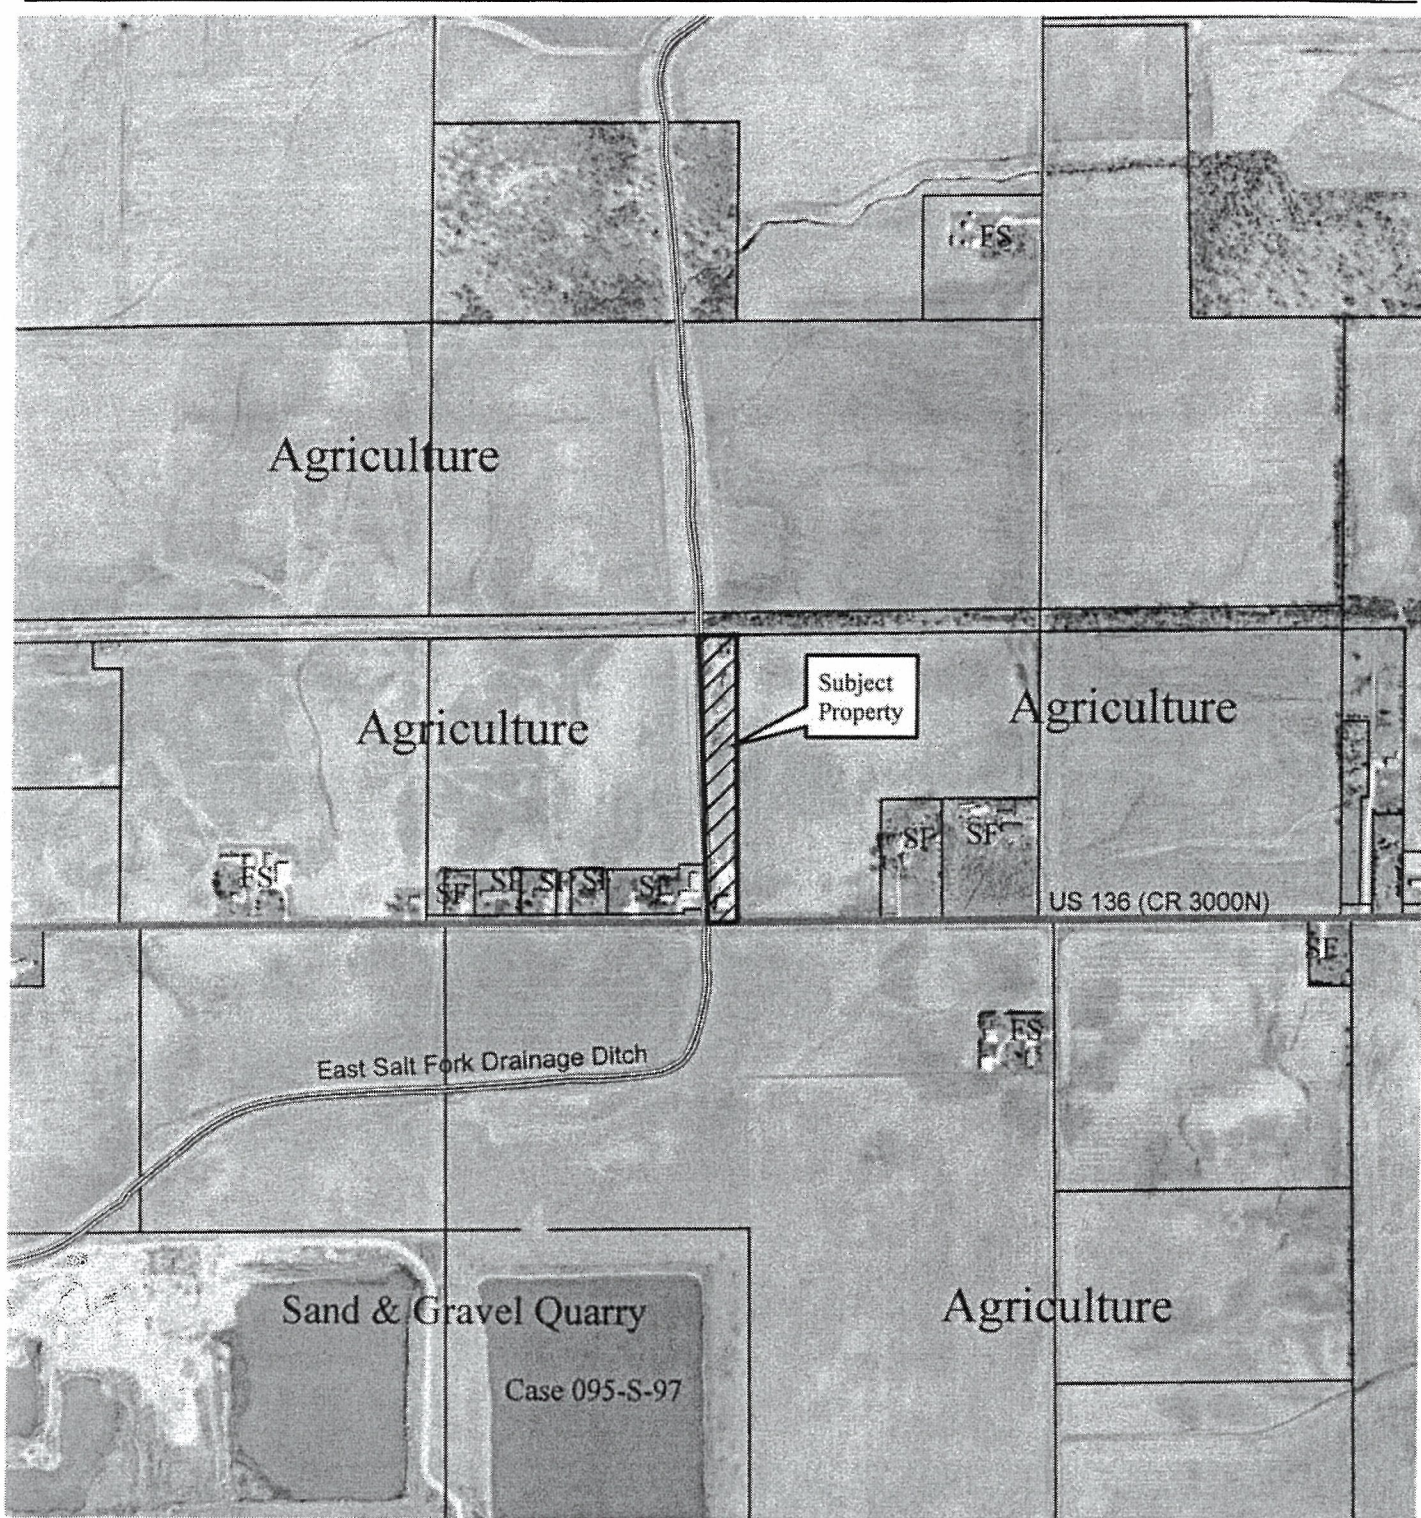 FS
Agriculture
Subject
Property
Agriculture
Agriculture
SF
SF
FS
SF
SF
SF
SF
SF
US 136 (CR 3000N)
SF
FS
East Salt Fork Drainage Ditch
Sand & Gravel Quarry
Agriculture
Case 095-S-97